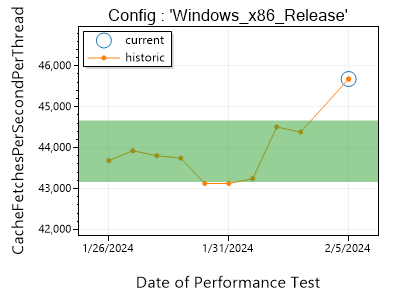 Config : 'Windows_x86_Release'
current
historic
CacheFetchesPerSecondPerThread
46,000
45,000
44,000
43,000
42,000
1/26/2024
1/31/2024
2/5/2024
Date of Performance Test